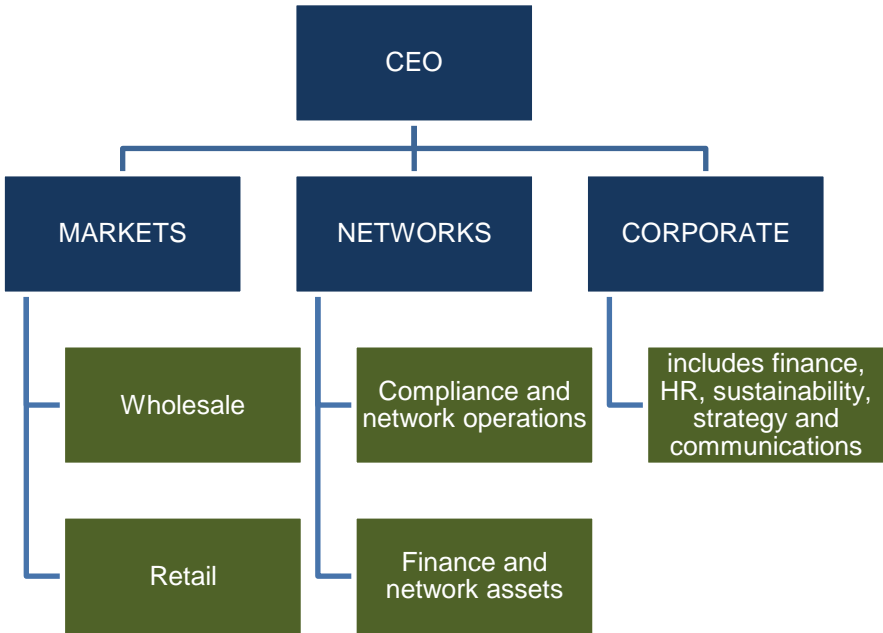 CEO
MARKETS
NETWORKS
CORPORATE
Wholesale
Compliance and
network operations
includes finance,
HR, sustainability,
strategy and
communications
Retail
Finance and
network assets